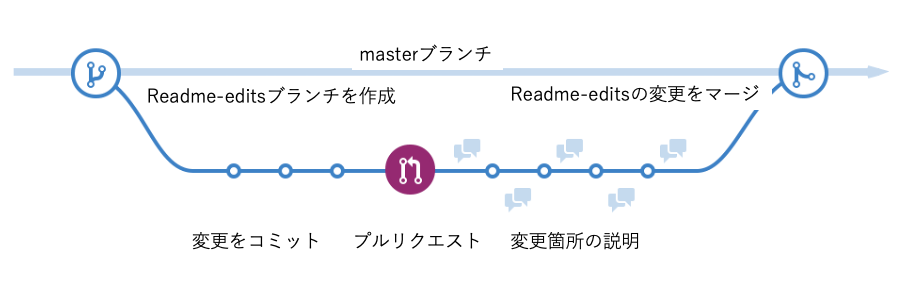 masterブランチ
Readme-editsブランチを作成
Readme-editsの変更をマージ
変更をコミット
プルリクエスト
変更箇所の説明